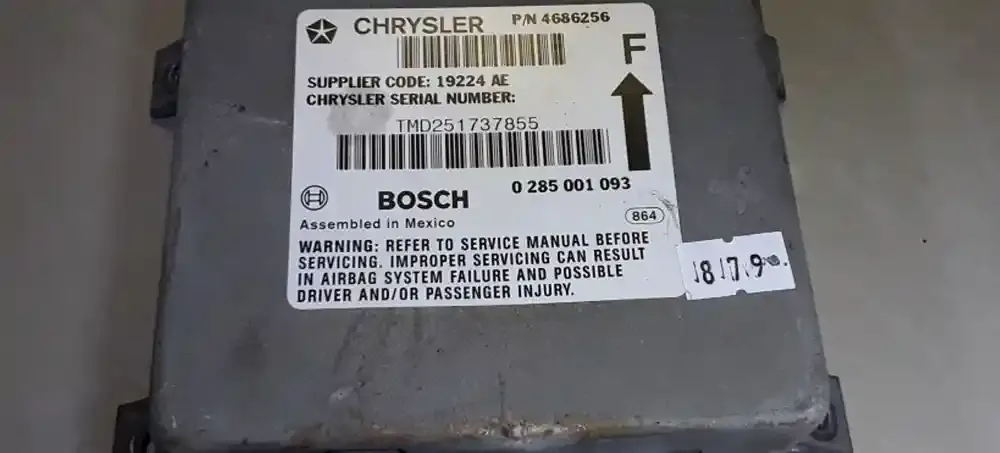 CHRYSLER P/N 4686256
F
SUPPLIER CODE: 19224 AE
CHRYSLER SERIAL NUMBER:
TMD251737855
BOSCH 0 285 001 093
Assembled in Mexico
864
WARNING: REFER TO SERVICE MANUAL BEFORE
SERVICING. IMPROPER SERVICING CAN RESULT
IN AIRBAG SYSTEM FAILURE AND POSSIBLE
DRIVER AND/OR PASSENGER INJURY.